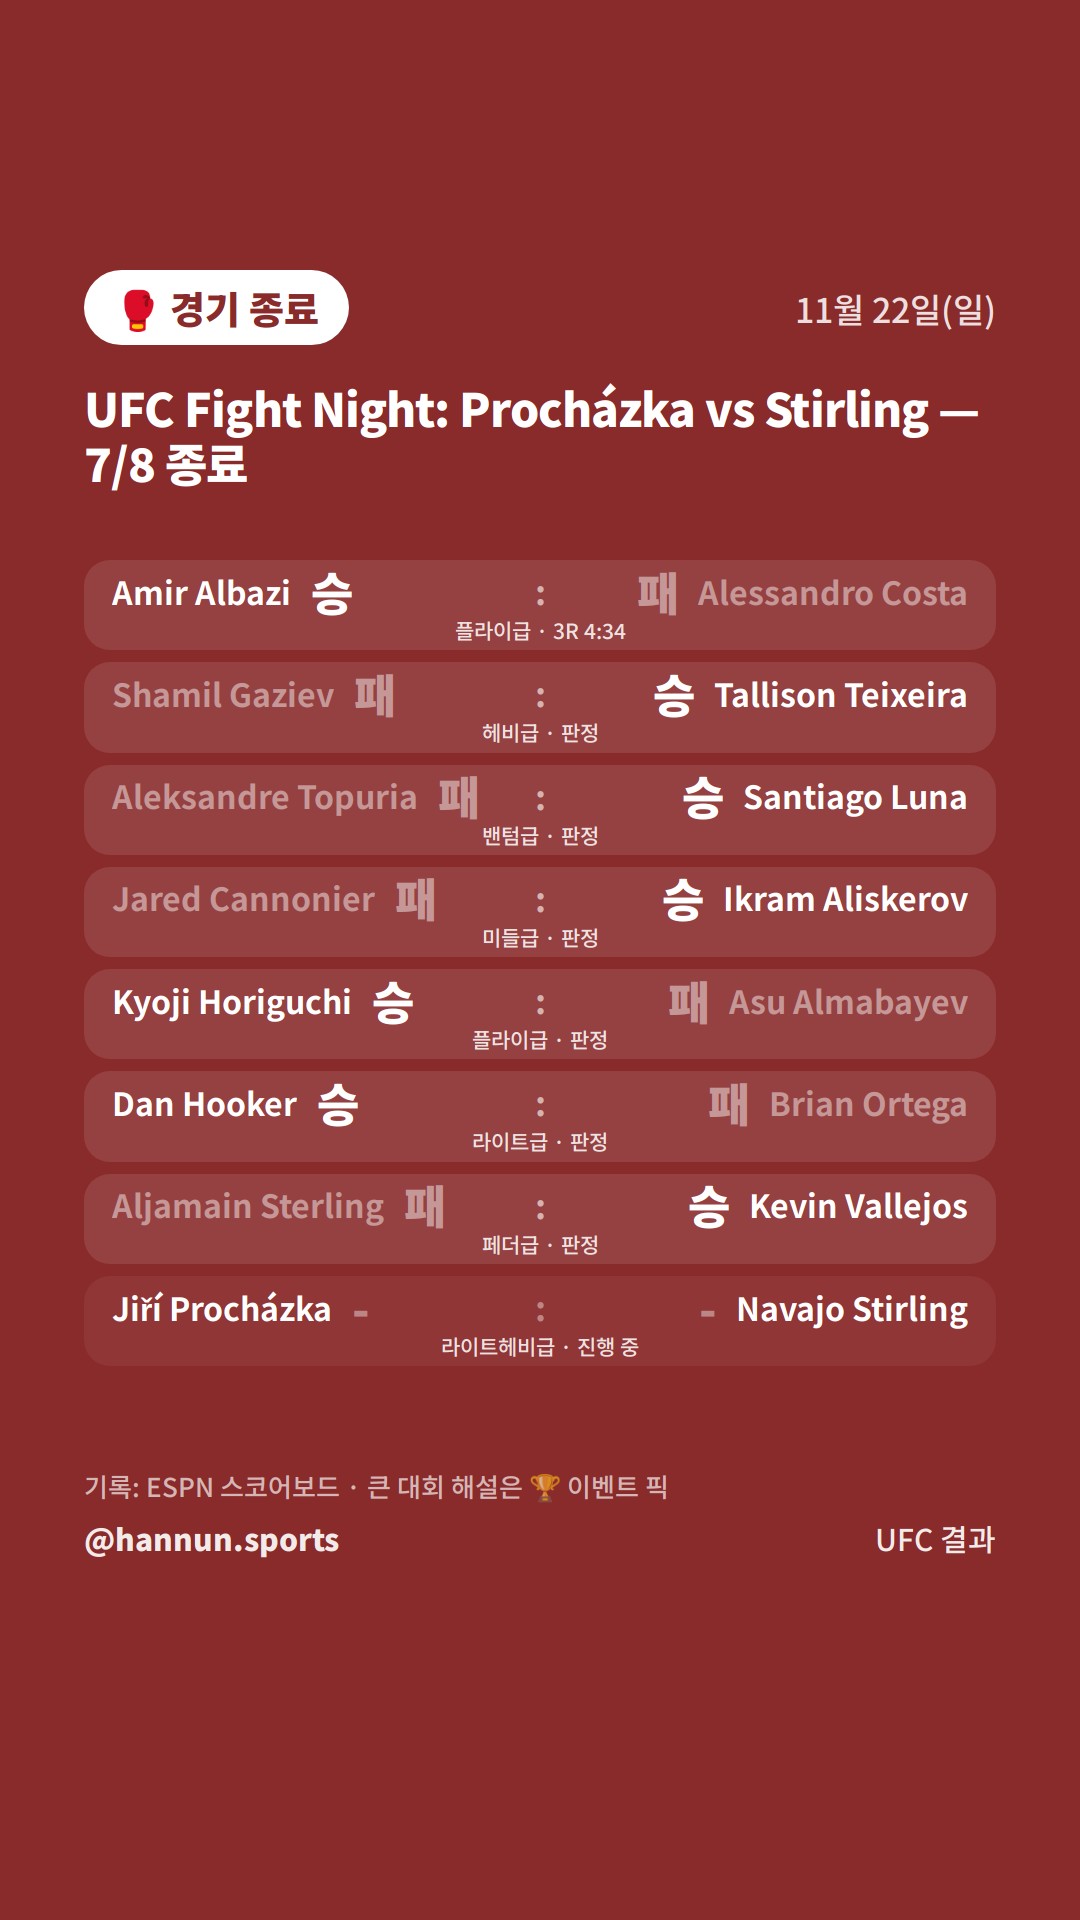 🥊 경기 종료
11월 22일(일)
UFC Fight Night: Procházka vs Stirling —
7/8 종료
Amir Albazi 승 : 패 Alessandro Costa
플라이급 · 3R 4:34
Shamil Gaziev 패 : 승 Tallison Teixeira
헤비급 · 판정
Aleksandre Topuria 패 : 승 Santiago Luna
밴텀급 · 판정
Jared Cannonier 패 : 승 Ikram Aliskerov
미들급 · 판정
Kyoji Horiguchi 승 : 패 Asu Almabayev
플라이급 · 판정
Dan Hooker 승 : 패 Brian Ortega
라이트급 · 판정
Aljamain Sterling 패 : 승 Kevin Vallejos
페더급 · 판정
Jiří Procházka - : - Navajo Stirling
라이트헤비급 · 진행 중
기록: ESPN 스코어보드 · 큰 대회 해설은 🏆 이벤트 픽
@hannun.sports
UFC 결과